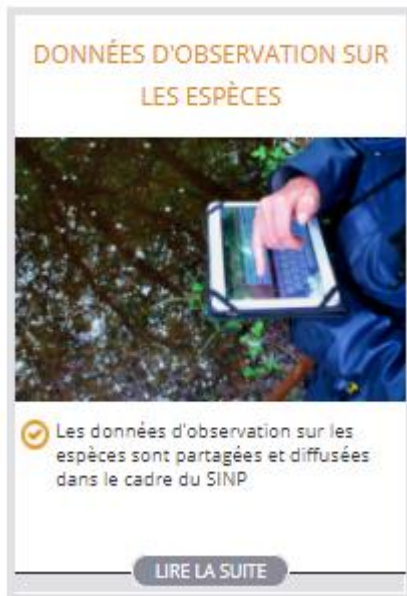 DONNÉES D'OBSERVATION SUR
LES ESPÈCES
Les données d'observation sur les
espèces sont partagées et diffusées
dans le cadre du SINP
LIRE LA SUITE